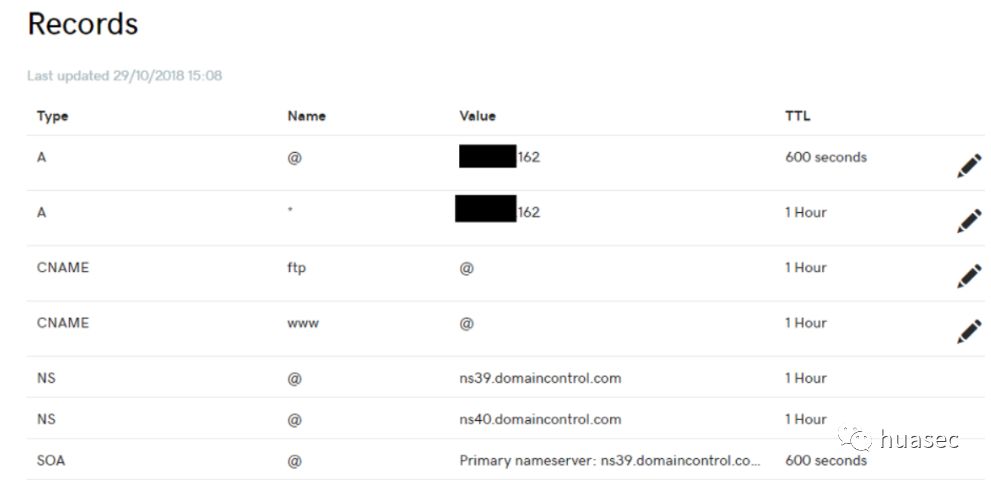 Records
Last updated 29/10/2018 15:08
Type Name Value TTL
A @ 162 600 seconds
A * 162 1 Hour
CNAME ftp @ 1 Hour
CNAME www @ 1 Hour
NS @ ns39.domaincontrol.com 1 Hour
NS @ ns40.domaincontrol.com 1 Hour
SOA @ Primary nameserver: ns39.domaincontrol.co... 600 seconds
huasec